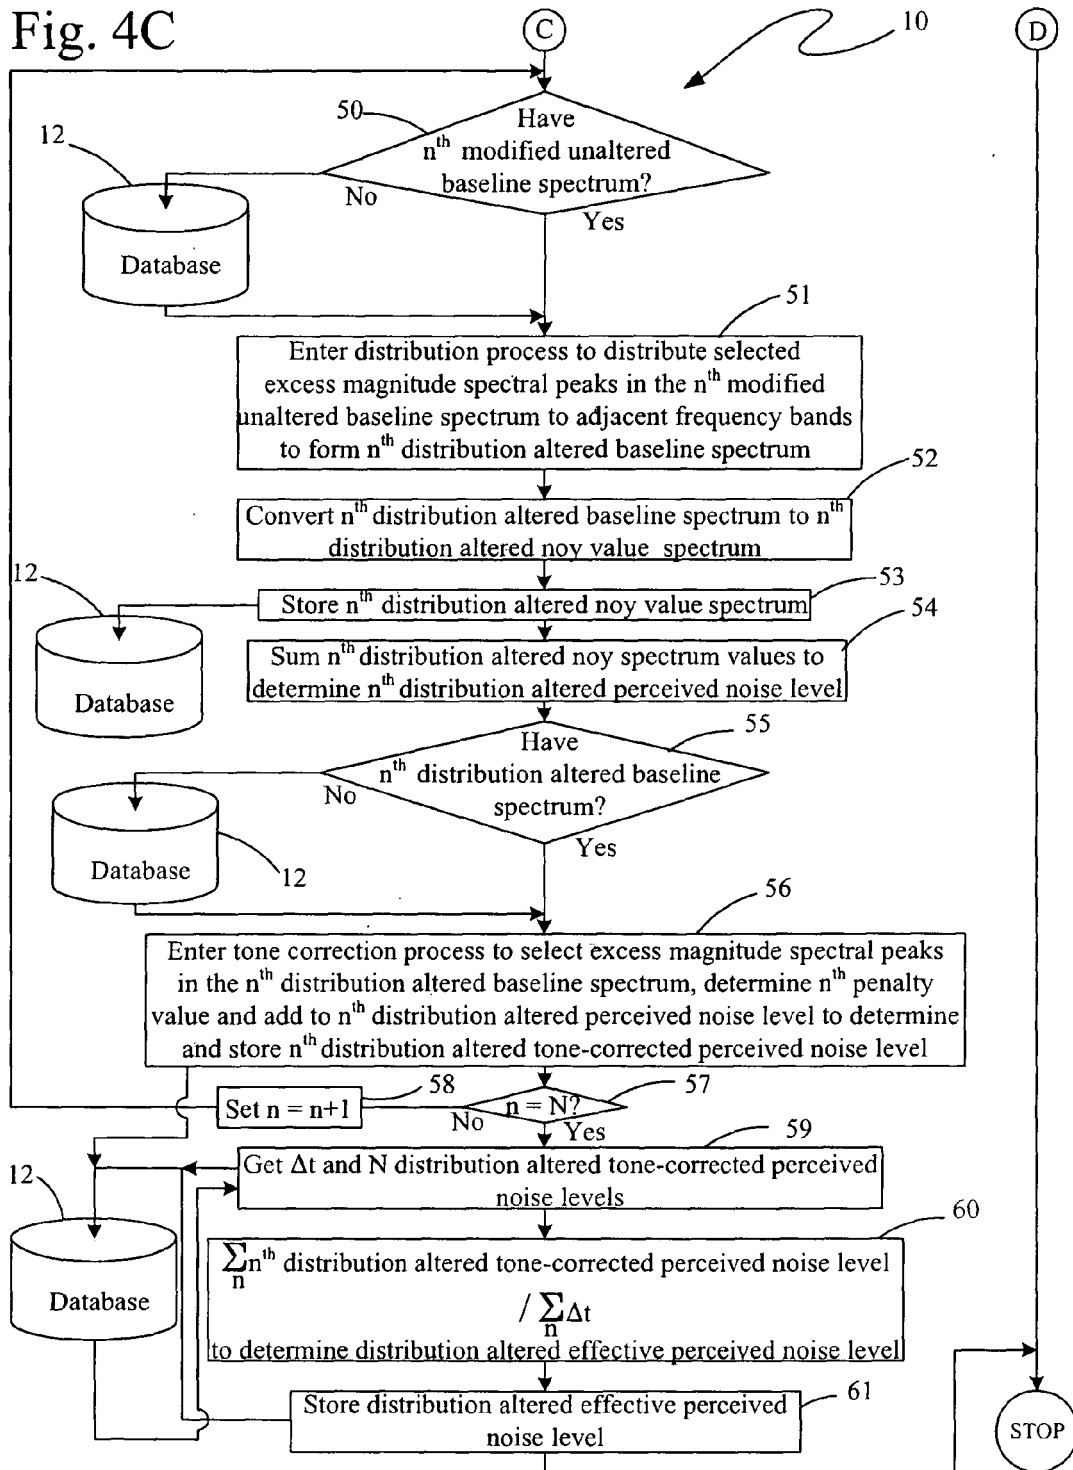 Fig. 4C
C
10
D
50
Have
nth modified unaltered
baseline spectrum?
12
No
Yes
Database
51
Enter distribution process to distribute selected
excess magnitude spectral peaks in the nth modified
unaltered baseline spectrum to adjacent frequency bands
to form nth distribution altered baseline spectrum
52
Convert nth distribution altered baseline spectrum to nth
distribution altered noy value spectrum
12
53
Store nth distribution altered noy value spectrum
54
Sum nth distribution altered noy spectrum values to
determine nth distribution altered perceived noise level
Database
55
Have
nth distribution altered baseline
spectrum?
No
Yes
Database
12
56
Enter tone correction process to select excess magnitude spectral peaks
in the nth distribution altered baseline spectrum, determine nth penalty
value and add to nth distribution altered perceived noise level to determine
and store nth distribution altered tone-corrected perceived noise level
58
57
Set n = n+1
No
n = N?
Yes
59
12
Get Δt and N distribution altered tone-corrected perceived
noise levels
60
∑n nth distribution altered tone-corrected perceived noise level
/ ∑n Δt
to determine distribution altered effective perceived noise level
Database
61
Store distribution altered effective perceived
noise level
STOP